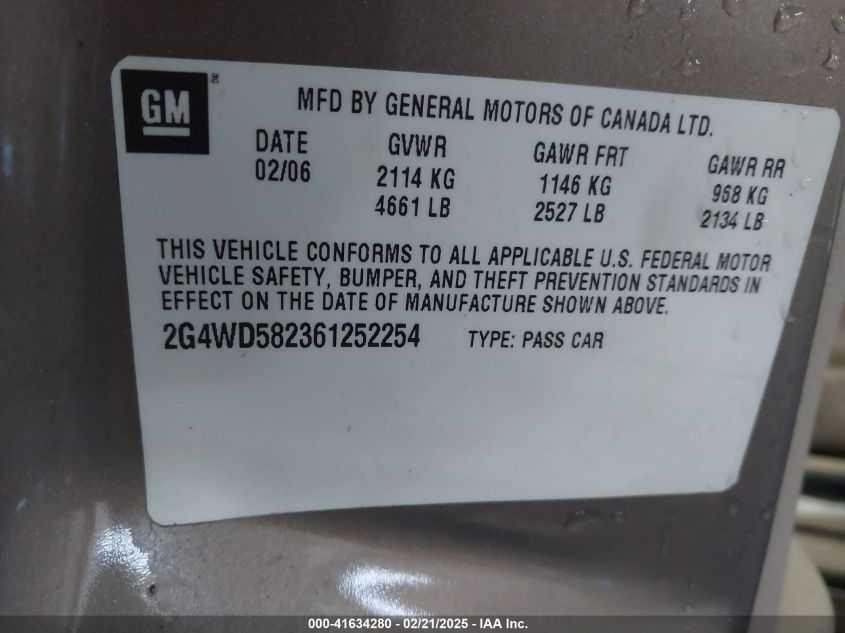 GM
MFD BY GENERAL MOTORS OF CANADA LTD.
DATE GVWR GAWR FRT GAWR RR
02/06 2114 KG 1146 KG 968 KG
4661 LB 2527 LB 2134 LB
THIS VEHICLE CONFORMS TO ALL APPLICABLE U.S. FEDERAL MOTOR
VEHICLE SAFETY, BUMPER, AND THEFT PREVENTION STANDARDS IN
EFFECT ON THE DATE OF MANUFACTURE SHOWN ABOVE.
2G4WD582361252254 TYPE: PASS CAR
000-41634280 - 02/21/2025 - IAA Inc.